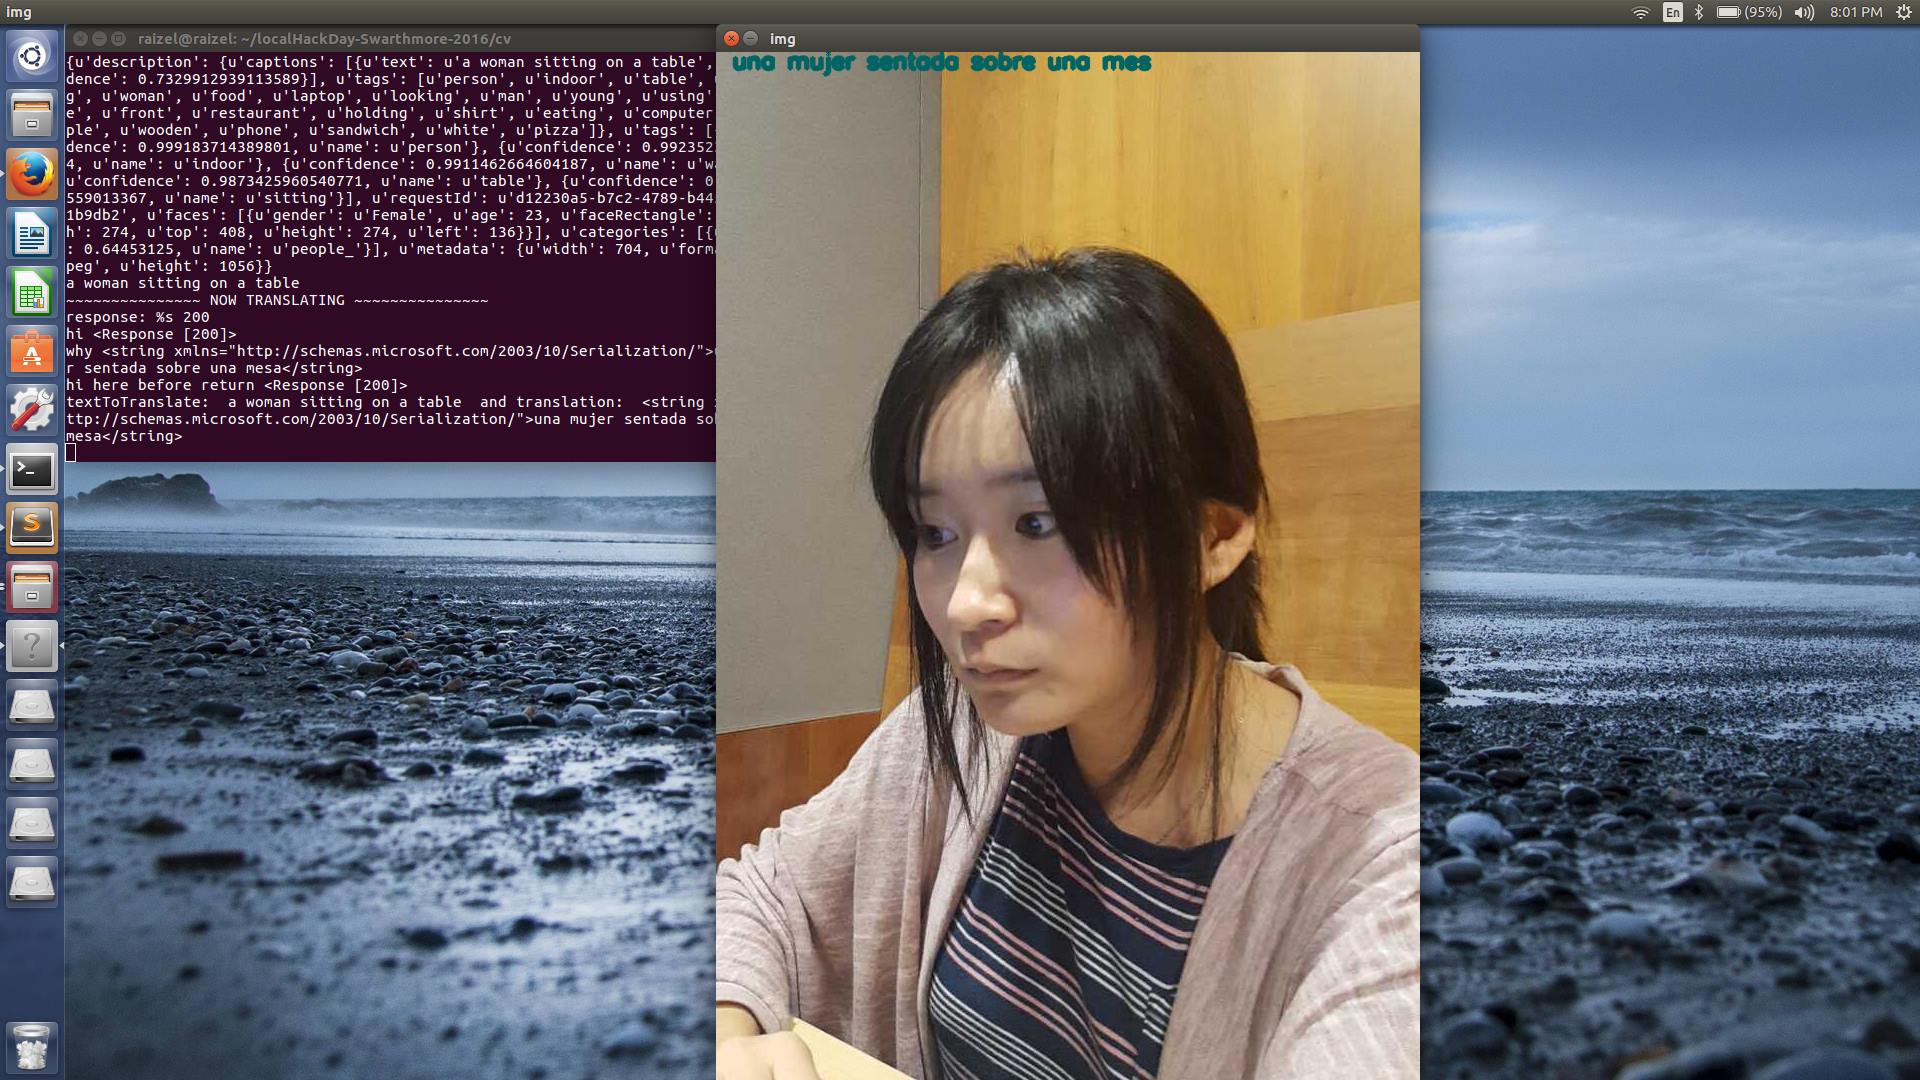 img
En
(95%)
8:01 PM
raizel@raizel: ~/localHackDay-Swarthmore-2016/cv
{u'description': {u'captions': [{u'text': u'a woman sitting on a table',
dence': 0.7329912939113589}], u'tags': [u'person', u'indoor', u'table',
g', u'woman', u'food', u'laptop', u'looking', u'man', u'young', u'using'
e', u'front', u'restaurant', u'holding', u'shirt', u'eating', u'computer
ple', u'wooden', u'phone', u'sandwich', u'white', u'pizza']}, u'tags': [
dence': 0.999183714389801, u'name': u'person'}, {u'confidence': 0.99235
4, u'name': u'indoor'}, {u'confidence': 0.9911462664604187, u'name': u'w
u'confidence': 0.9873425960540771, u'name': u'table'}, {u'confidence': 0
559013367, u'name': u'sitting'}], u'requestId': u'd12230a5-b7c2-4789-b44
1b9db2', u'faces': [{u'gender': u'Female', u'age': 23, u'faceRectangle':
h': 274, u'top': 408, u'height': 274, u'left': 136}}], u'categories': [{
: 0.64453125, u'name': u'people_'}], u'metadata': {u'width': 704, u'form
peg', u'height': 1056}}
a woman sitting on a table
~~~~~~~~~~~~~~~ NOW TRANSLATING ~~~~~~~~~~~~~~~
response: %s 200
hi <Response [200]>
why <string xmlns="http://schemas.microsoft.com/2003/10/Serialization/">
r sentada sobre una mesa</string>
hi here before return <Response [200]>
textToTranslate:  a woman sitting on a table  and translation:  <string
ttp://schemas.microsoft.com/2003/10/Serialization/">una mujer sentada so
mesa</string>
img
una mujer sentada sobre una mes